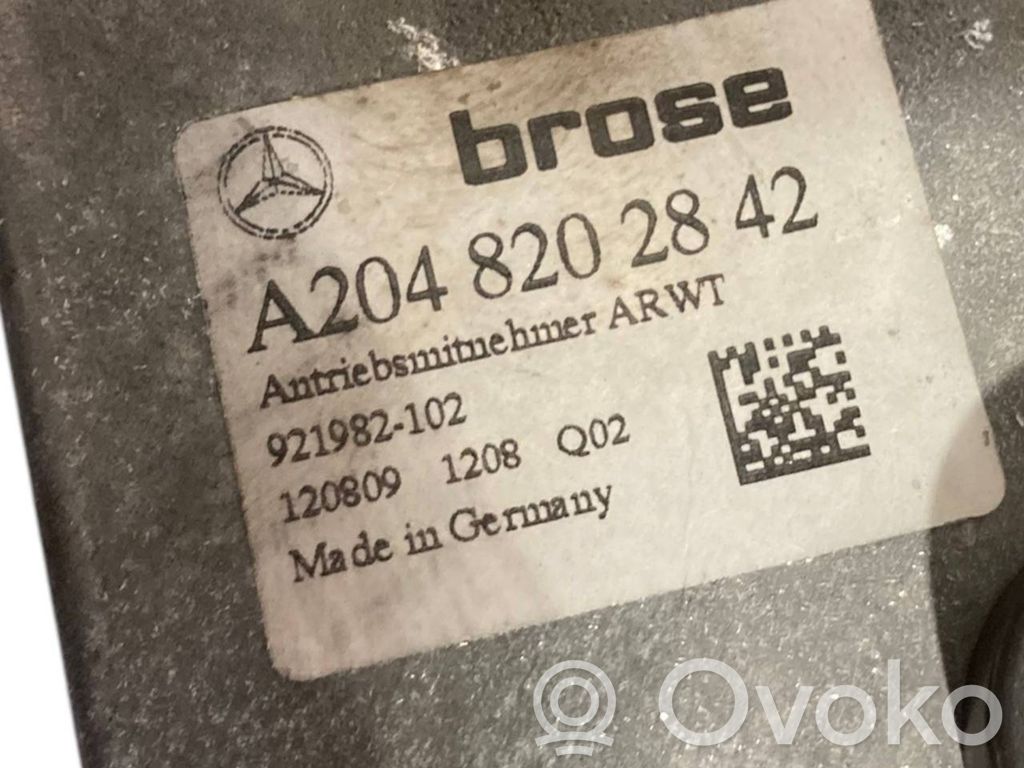 brose
A204 820 28 42
Antriebsmitnehmer ARWT
921982-102
120809 1208 Q02
Made in Germany
Ovoko